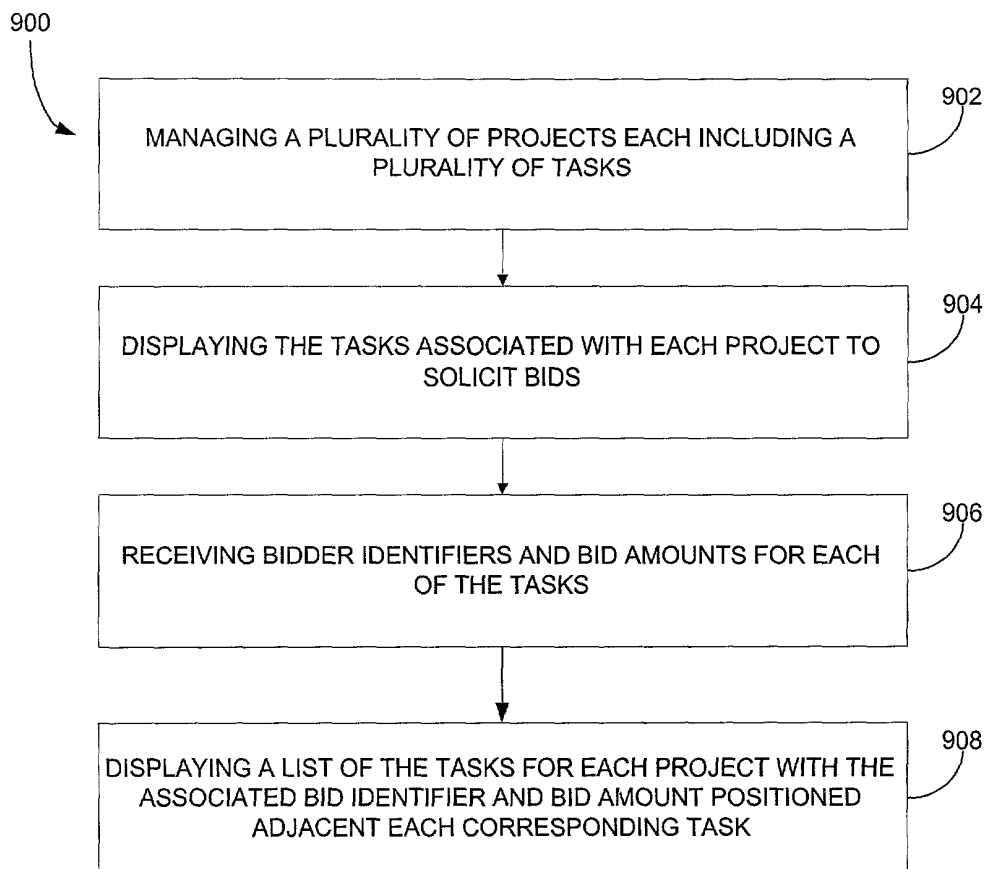 900
902
MANAGING A PLURALITY OF PROJECTS EACH INCLUDING A
PLURALITY OF TASKS
904
DISPLAYING THE TASKS ASSOCIATED WITH EACH PROJECT TO
SOLICIT BIDS
906
RECEIVING BIDDER IDENTIFIERS AND BID AMOUNTS FOR EACH
OF THE TASKS
908
DISPLAYING A LIST OF THE TASKS FOR EACH PROJECT WITH THE
ASSOCIATED BID IDENTIFIER AND BID AMOUNT POSITIONED
ADJACENT EACH CORRESPONDING TASK